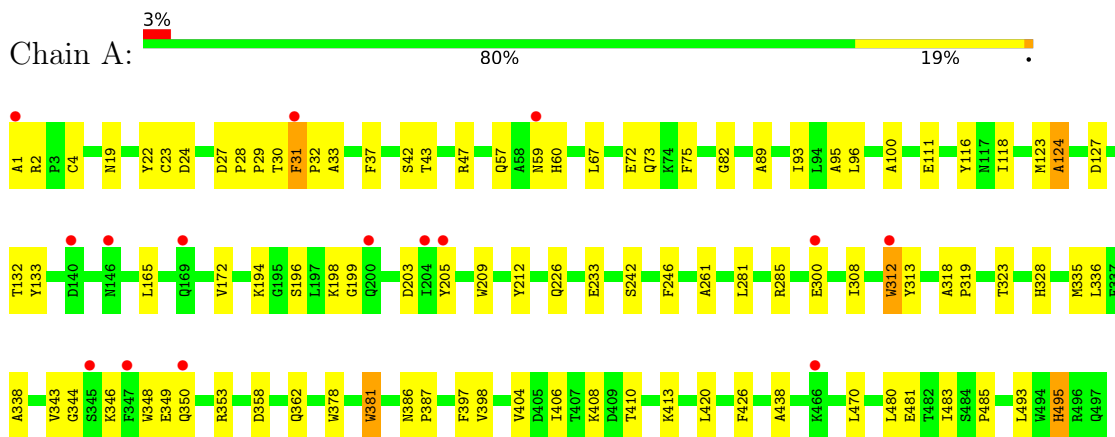 3%
Chain A:
80%
19%
•
A1 R2 P3 C4 N19 Y22 C23 D24 D27 P28 P29 T30 F31 P32 A33 F37 S42 T43 R47 Q57 A58 N59 H60 L67 E72 Q73 K74 F75 G82 A89 I93 L94 A95 L96 A100 E111 Y116 N117 I118 M123 A124 D127
T132 Y133 D140 N146 L165 Q169 V172 K194 G195 S196 L197 K198 G199 Q200 D203 I204 Y205 W209 Y212 Q226 E233 S242 F246 A261 L281 R285 E300 I308 W312 Y313 A318 P319 T323 H328 M335 L336 E337
A338 V343 G344 S345 K346 F347 W348 E349 Q350 R353 D358 Q362 W378 W381 N386 P387 F397 V398 V404 D405 I406 T407 K408 D409 T410 K413 L420 F426 A438 K466 L470 L480 E481 T482 I483 S484 P485 L493 W494 H495 R496 Q497